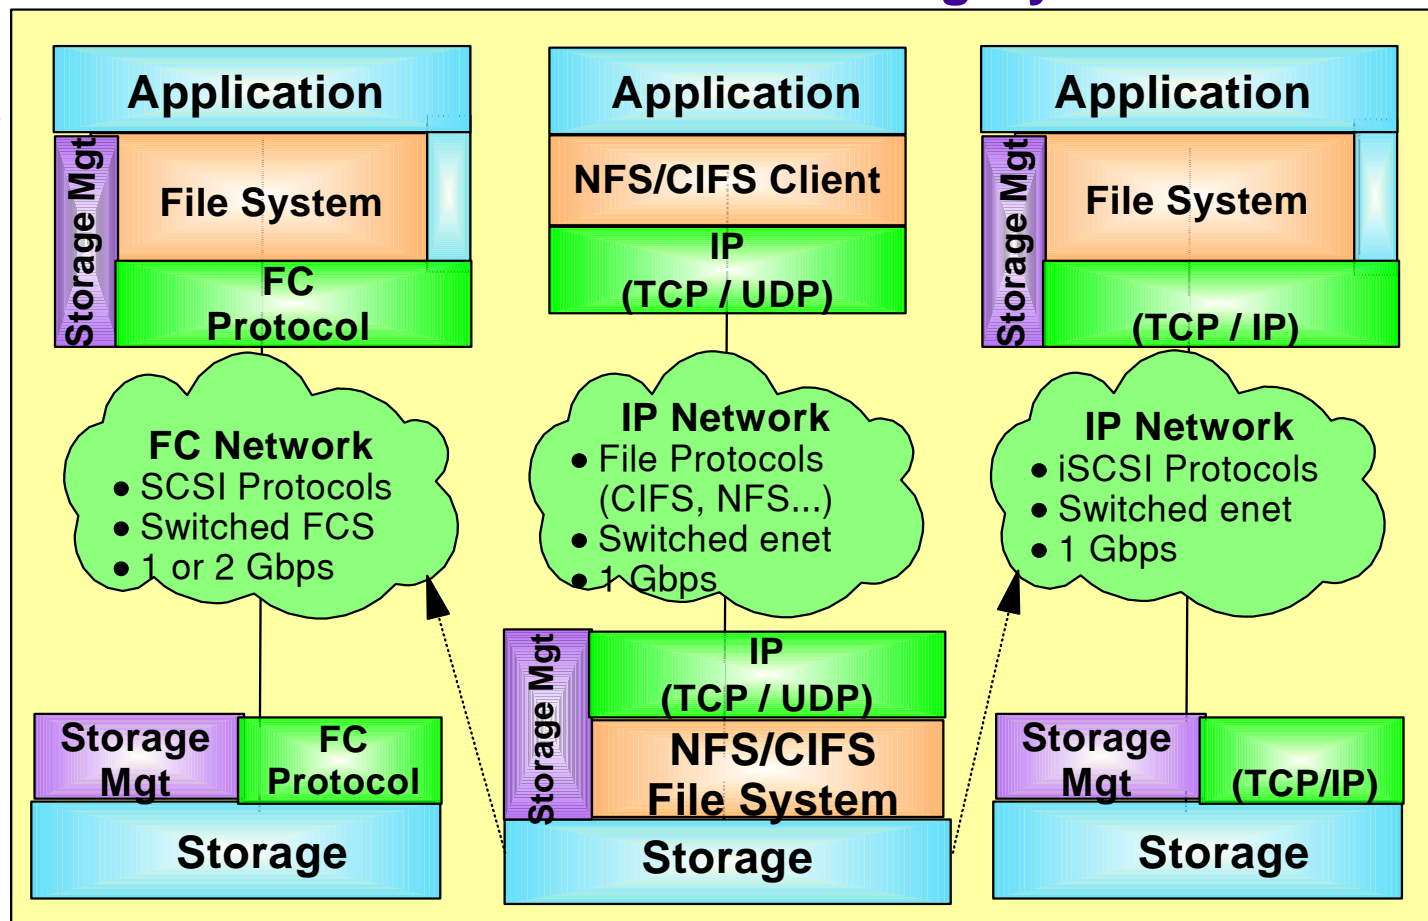 Application
Storage Mgt
File System
FC
Protocol
FC Network
● SCSI Protocols
● Switched FCS
● 1 or 2 Gbps
Storage
Mgt
FC
Protocol
Storage
Application
NFS/CIFS Client
IP
(TCP / UDP)
IP Network
● File Protocols
(CIFS, NFS...)
● Switched enet
● 1 Gbps
Storage Mgt
IP
(TCP / UDP)
NFS/CIFS
File System
Storage
Application
Storage Mgt
File System
(TCP / IP)
IP Network
● iSCSI Protocols
● Switched enet
● 1 Gbps
Storage
Mgt
(TCP/IP)
Storage